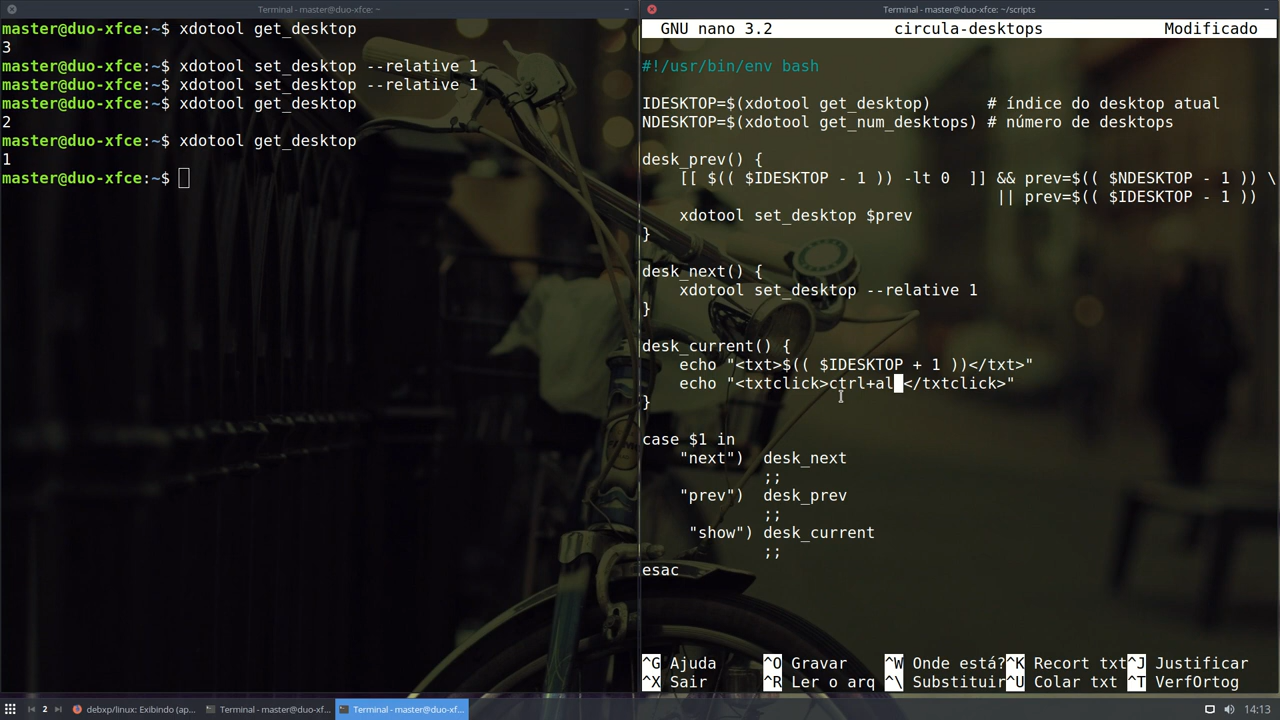 Terminal - master@duo-xfce: ~
master@duo-xfce:~$ xdotool get_desktop
3
master@duo-xfce:~$ xdotool set_desktop --relative 1
master@duo-xfce:~$ xdotool set_desktop --relative 1
master@duo-xfce:~$ xdotool get_desktop
2
master@duo-xfce:~$ xdotool get_desktop
1
master@duo-xfce:~$
Terminal - master@duo-xfce: ~/scripts
GNU nano 3.2 circula-desktops Modificado
#!/usr/bin/env bash
IDESKTOP=$(xdotool get_desktop) # índice do desktop atual
NDESKTOP=$(xdotool get_num_desktops) # número de desktops
desk_prev() {
[[ $(( $IDESKTOP - 1 )) -lt 0 ]] && prev=$(( $NDESKTOP - 1 )) \
|| prev=$(( $IDESKTOP - 1 ))
xdotool set_desktop $prev
}
desk_next() {
xdotool set_desktop --relative 1
}
desk_current() {
echo "<txt>$(( $IDESKTOP + 1 ))</txt>"
echo "<txtclick>ctrl+al </txtclick>"
}
case $1 in
"next") desk_next
;;
"prev") desk_prev
;;
"show") desk_current
;;
esac
^G Ajuda ^O Gravar ^W Onde está? ^K Recort txt ^J Justificar
^X Sair ^R Ler o arq ^\ Substituir ^U Colar txt ^T VerfOrtog
2 debxp/linux: Exibindo (ap... Terminal - master@duo-xf... Terminal - master@duo-xf... 14:13